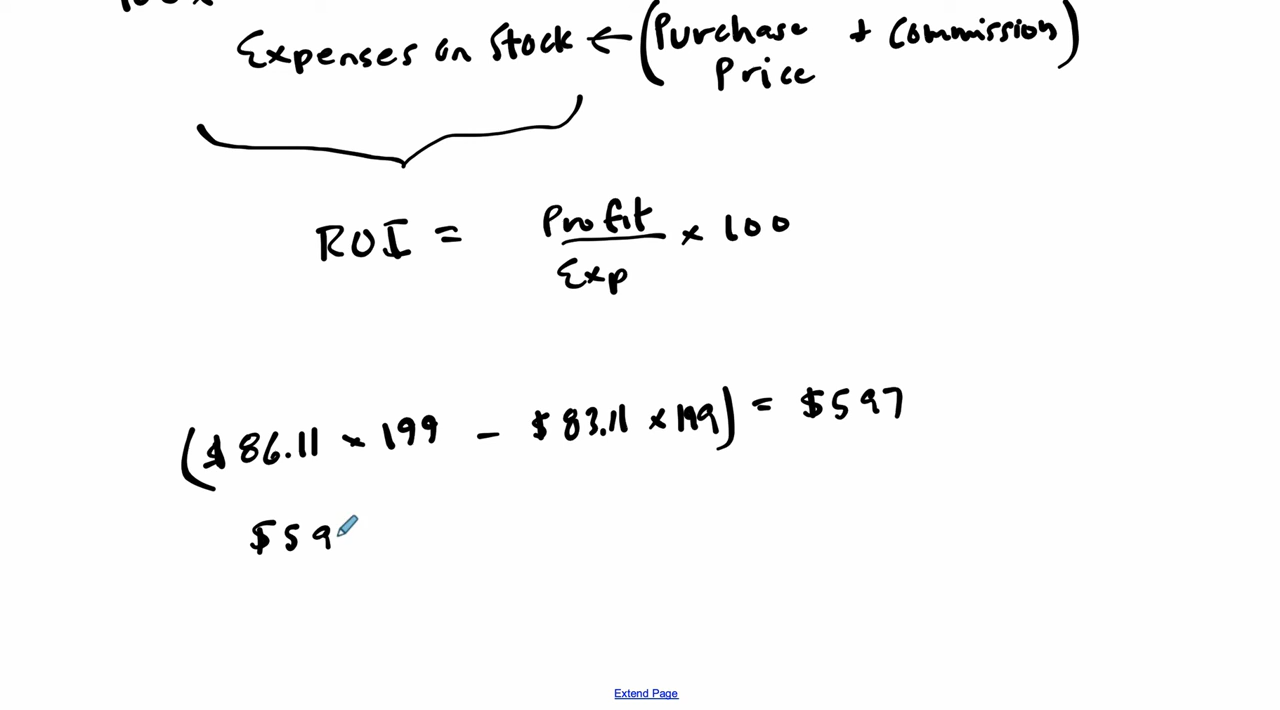 Expenses on Stock ← (Purchase + Commission)
Price
ROI = Profit × 100
Exp
($86.11 × 199 - $83.11 × 199) = $597
$59
Extend Page